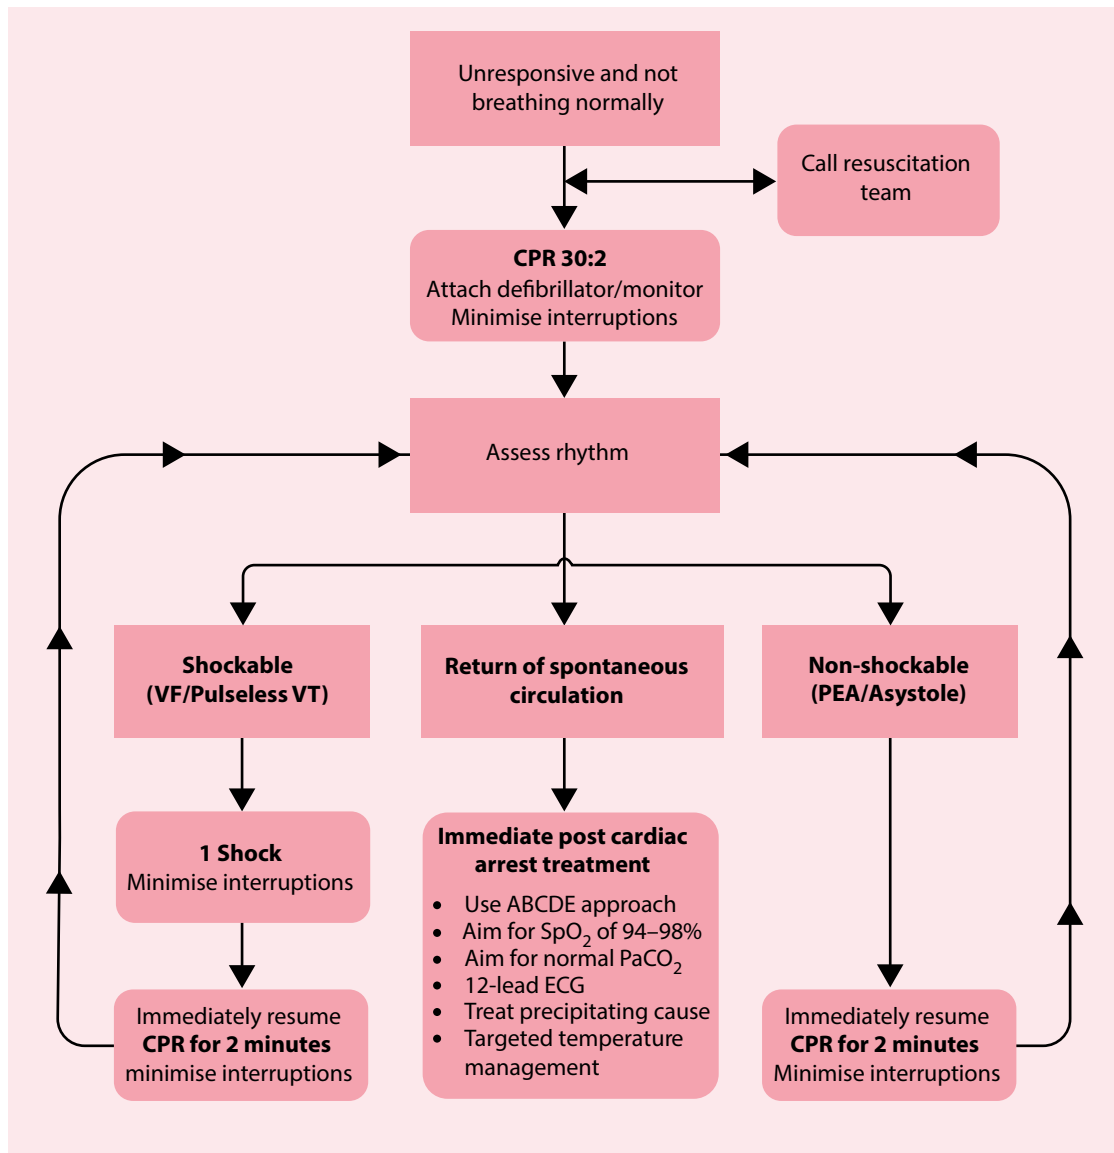 Unresponsive and not
breathing normally
Call resuscitation
team
CPR 30:2
Attach defibrillator/monitor
Minimise interruptions
Assess rhythm
Shockable
(VF/Pulseless VT)
Return of spontaneous
circulation
Non-shockable
(PEA/Asystole)
1 Shock
Minimise interruptions
Immediate post cardiac
arrest treatment
• Use ABCDE approach
• Aim for SpO₂ of 94–98%
• Aim for normal PaCO₂
• 12-lead ECG
• Treat precipitating cause
• Targeted temperature
management
Immediately resume
CPR for 2 minutes
minimise interruptions
Immediately resume
CPR for 2 minutes
Minimise interruptions